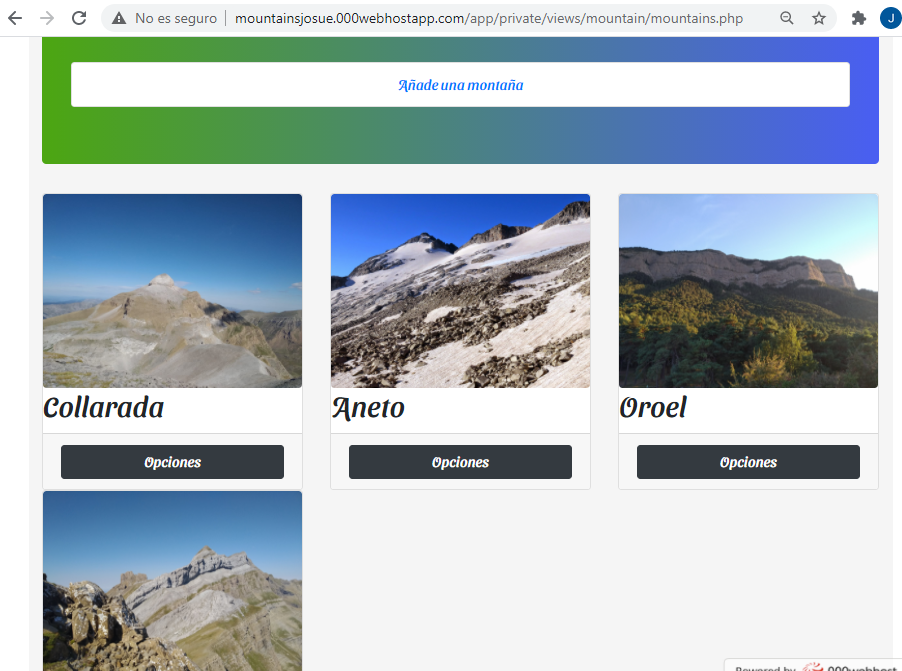 No es seguro | mountainsjosue.000webhostapp.com/app/private/views/mountain/mountains.php
J
Añade una montaña
Collarada
Aneto
Oroel
Opciones
Opciones
Opciones
Powered by 000webhost